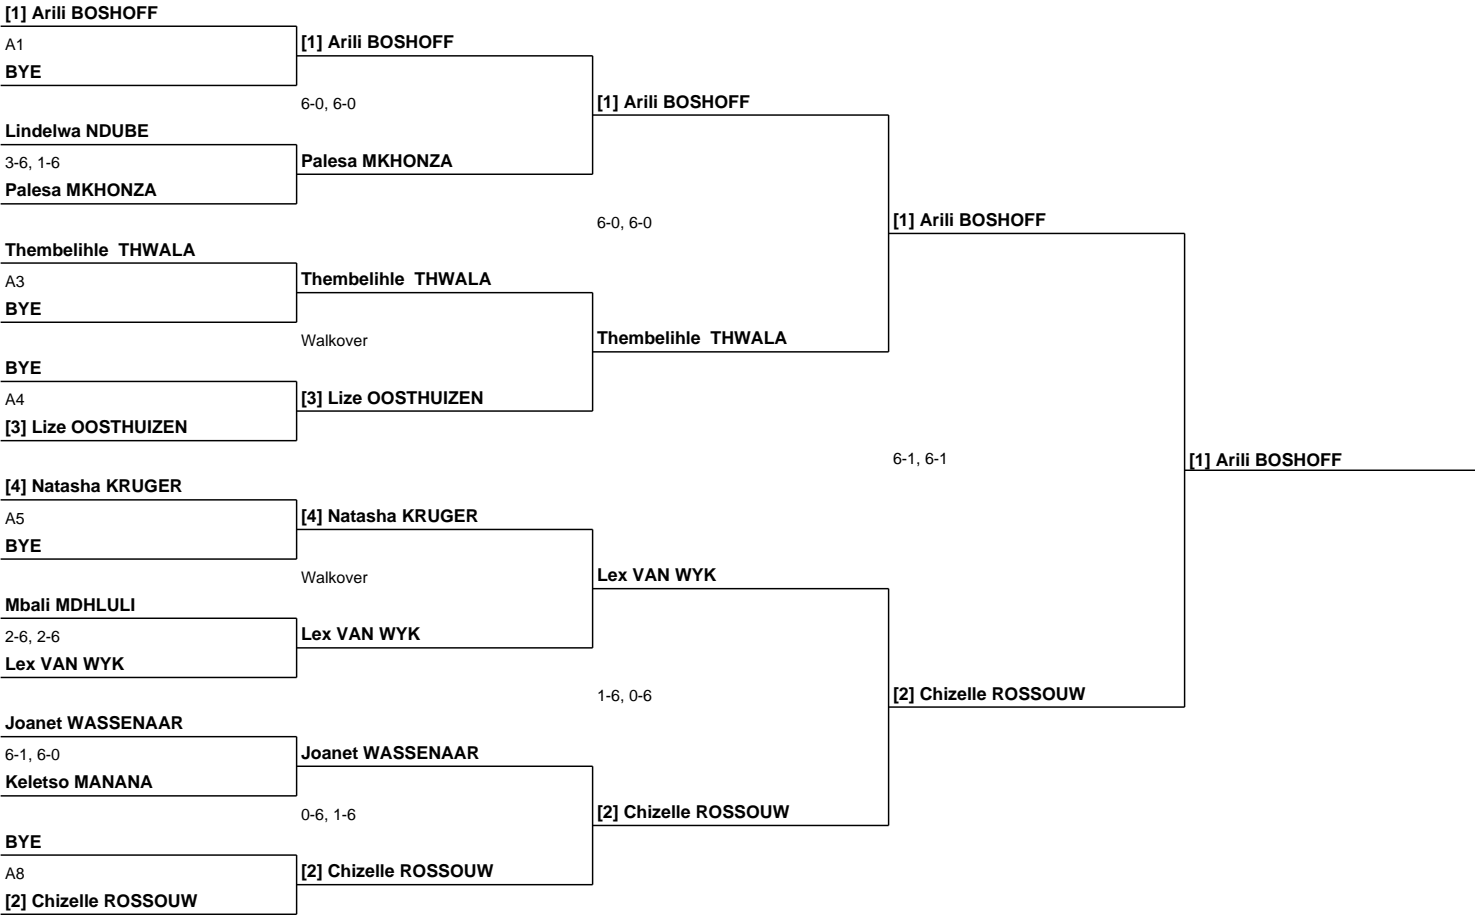 [1] Arili BOSHOFF
A1
BYE
Lindelwa NDUBE
3-6, 1-6
Palesa MKHONZA
Thembelihle  THWALA
A3
BYE
BYE
A4
[3] Lize OOSTHUIZEN
[4] Natasha KRUGER
A5
BYE
Mbali MDHLULI
2-6, 2-6
Lex VAN WYK
Joanet WASSENAAR
6-1, 6-0
Keletso MANANA
BYE
A8
[2] Chizelle ROSSOUW
[1] Arili BOSHOFF
6-0, 6-0
Palesa MKHONZA
Thembelihle  THWALA
Walkover
[3] Lize OOSTHUIZEN
[4] Natasha KRUGER
Walkover
Lex VAN WYK
Joanet WASSENAAR
0-6, 1-6
[2] Chizelle ROSSOUW
[1] Arili BOSHOFF
6-0, 6-0
Thembelihle  THWALA
Lex VAN WYK
1-6, 0-6
[2] Chizelle ROSSOUW
[1] Arili BOSHOFF
6-1, 6-1
[2] Chizelle ROSSOUW
[1] Arili BOSHOFF